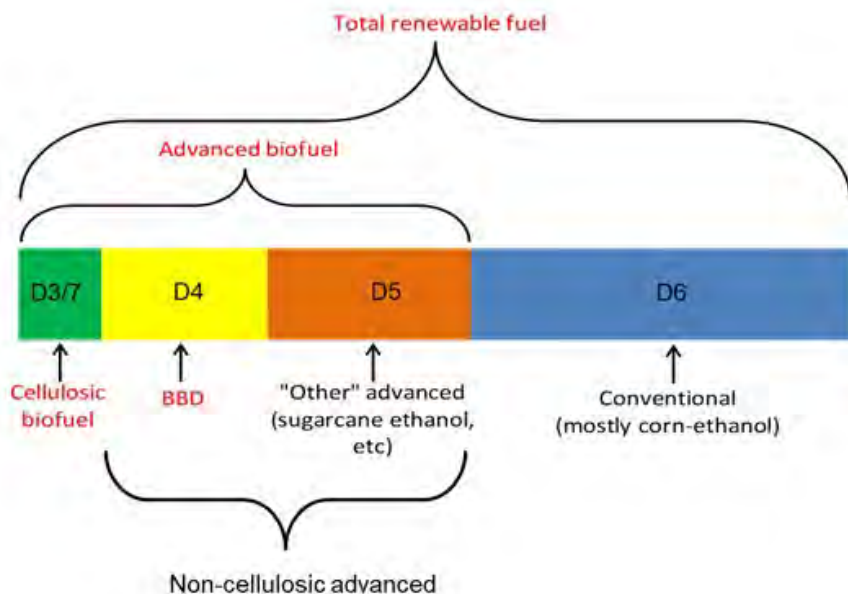 Total renewable fuel
Advanced biofuel
D3/7
D4
D5
D6
Cellulosic
biofuel
BBD
"Other" advanced
(sugarcane ethanol,
etc)
Conventional
(mostly corn-ethanol)
Non-cellulosic advanced